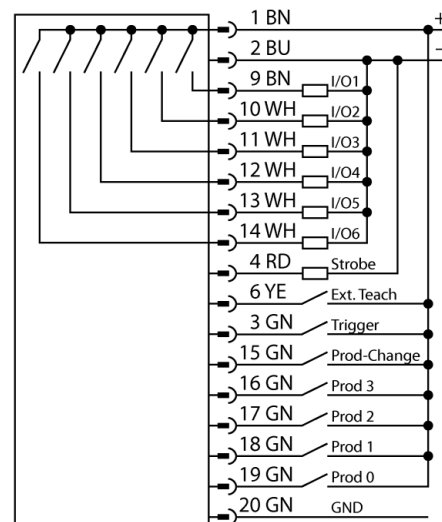 1 BN +
2 BU –
9 BN I/O1
10 WH I/O2
11 WH I/O3
12 WH I/O4
13 WH I/O5
14 WH I/O6
4 RD Strobe
6 YE Ext. Teach
3 GN Trigger
15 GN Prod-Change
16 GN Prod 3
17 GN Prod 2
18 GN Prod 1
19 GN Prod 0
20 GN GND